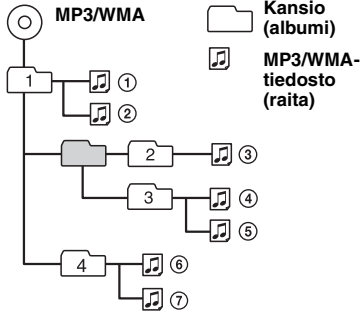 MP3/WMA
Kansio
(albumi)
MP3/WMA-
tiedosto
(raita)
1
①
②
2
③
3
④
⑤
4
⑥
⑦